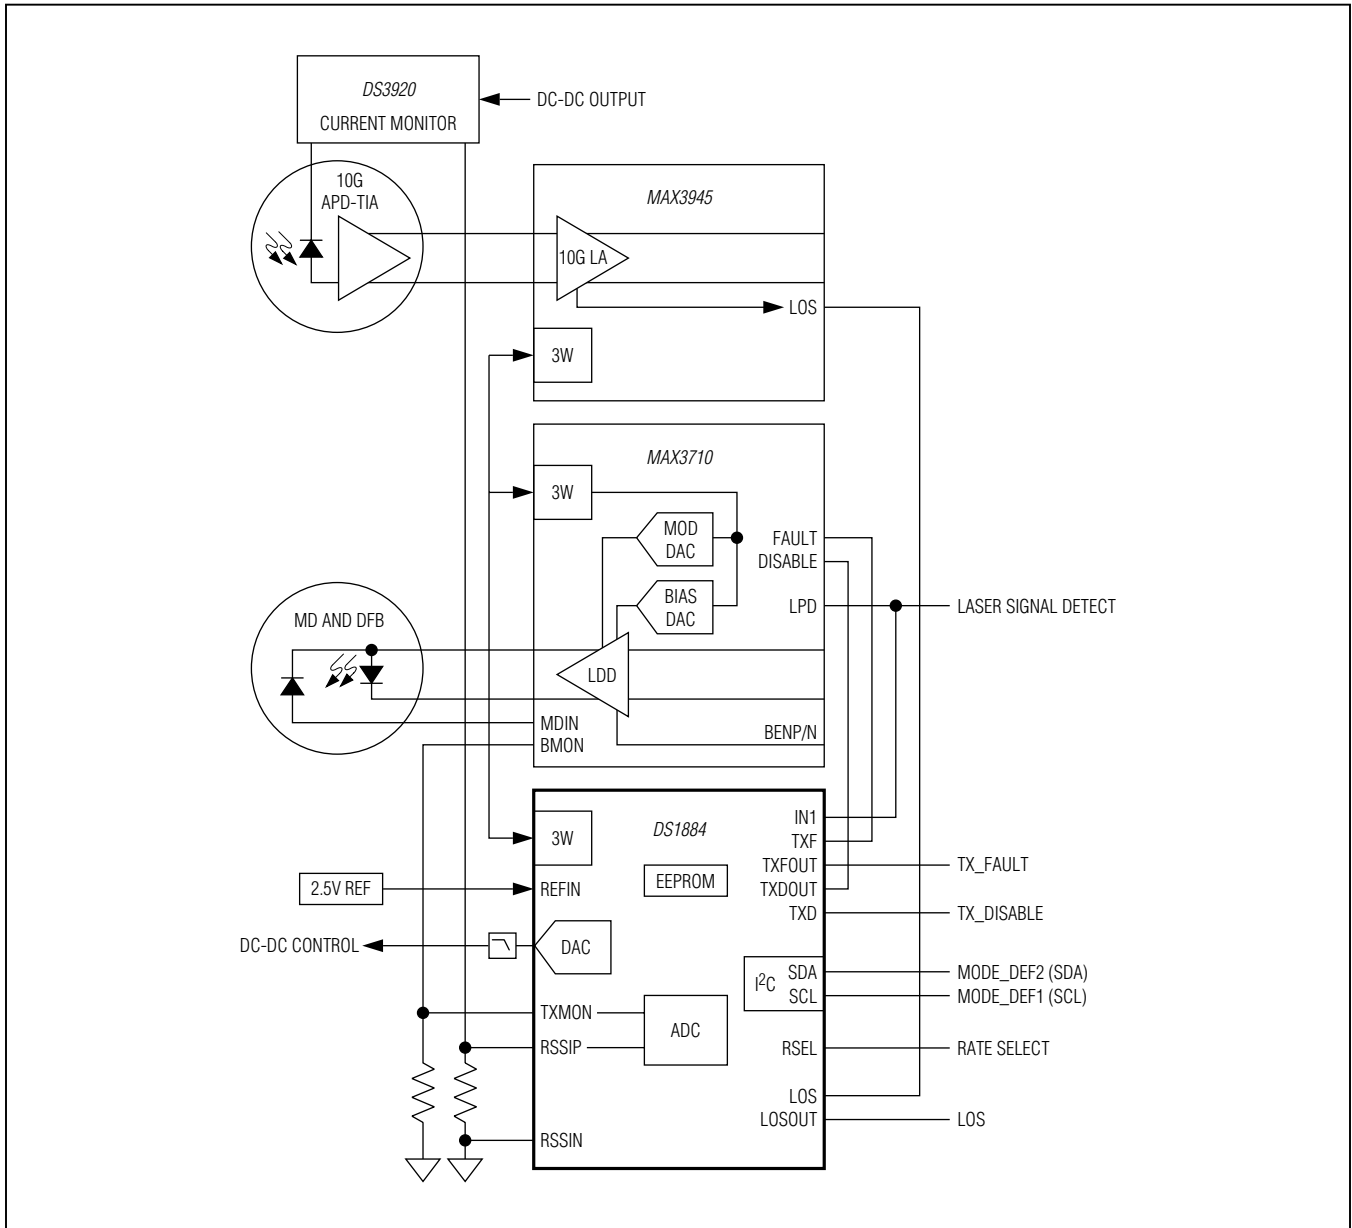 DS3920
CURRENT MONITOR
DC-DC OUTPUT
10G
APD-TIA
MAX3945
10G LA
LOS
3W
MAX3710
3W
MOD
DAC
FAULT
DISABLE
BIAS
DAC
LPD
LASER SIGNAL DETECT
MD AND DFB
LDD
MDIN
BMON
BENP/N
DS1884
3W
IN1
TXF
EEPROM
TXFOUT
TX_FAULT
2.5V REF
REFIN
TXDOUT
TXD
TX_DISABLE
DC-DC CONTROL
DAC
I²C
SDA
MODE_DEF2 (SDA)
SCL
MODE_DEF1 (SCL)
TXMON
ADC
RSSIP
RSEL
RATE SELECT
LOS
LOSOUT
LOS
RSSIN